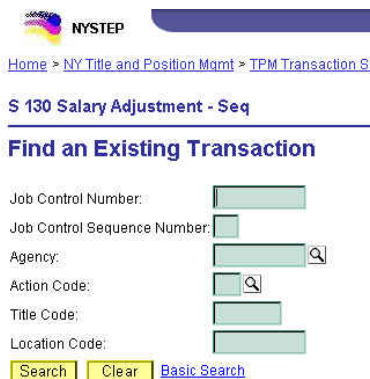 NYSTEP
Home > NY Title and Position Mgmt > TPM Transaction S
S 130 Salary Adjustment - Seq
Find an Existing Transaction
Job Control Number:
Job Control Sequence Number:
Agency:
Action Code:
Title Code:
Location Code:
Search Clear Basic Search